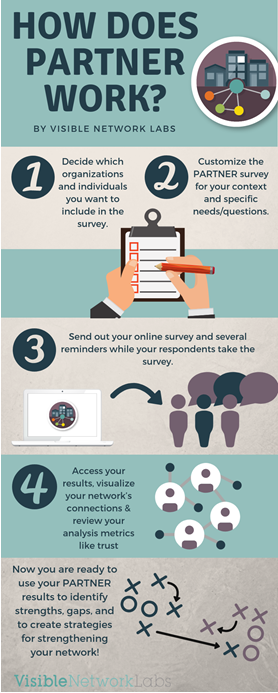 HOW DOES
PARTNER
WORK?
BY VISIBLE NETWORK LABS
1
Decide which
organizations
and individuals
you want to
include in the
survey.
2
Customize the
PARTNER survey
for your context
and specific
needs/questions.
3
Send out your online survey and several
reminders while your respondents take the
survey.
4
Access your
results, visualize
your network's
connections &
review your
analysis metrics
like trust
Now you are ready to
use your PARTNER
results to identify
strengths, gaps, and
to create strategies
for strengthening
your network!
VisibleNetworkLabs